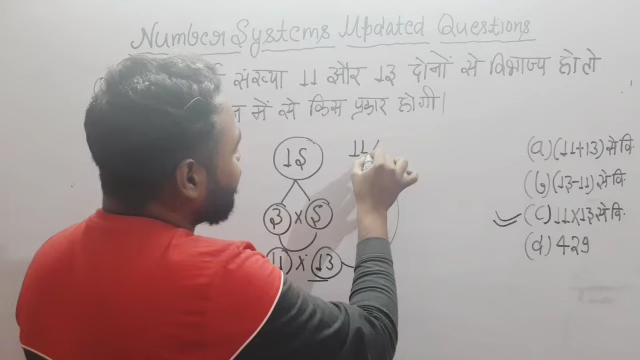 Number Systems Updated Questions
संख्या 11 और 13 दोनों से विभाज्य हो तो
में से किस प्रकार होगी।
15
3 x 5
11 x 13
11
(a) (11+13) से वि
(b) (13-11) से वि
(c) 11x13 से वि
(d) 429